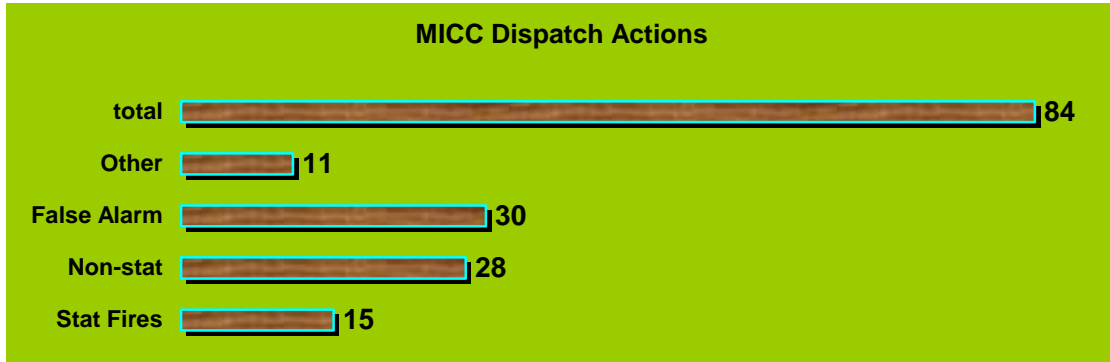 MICC Dispatch Actions
total 84
Other 11
False Alarm 30
Non-stat 28
Stat Fires 15